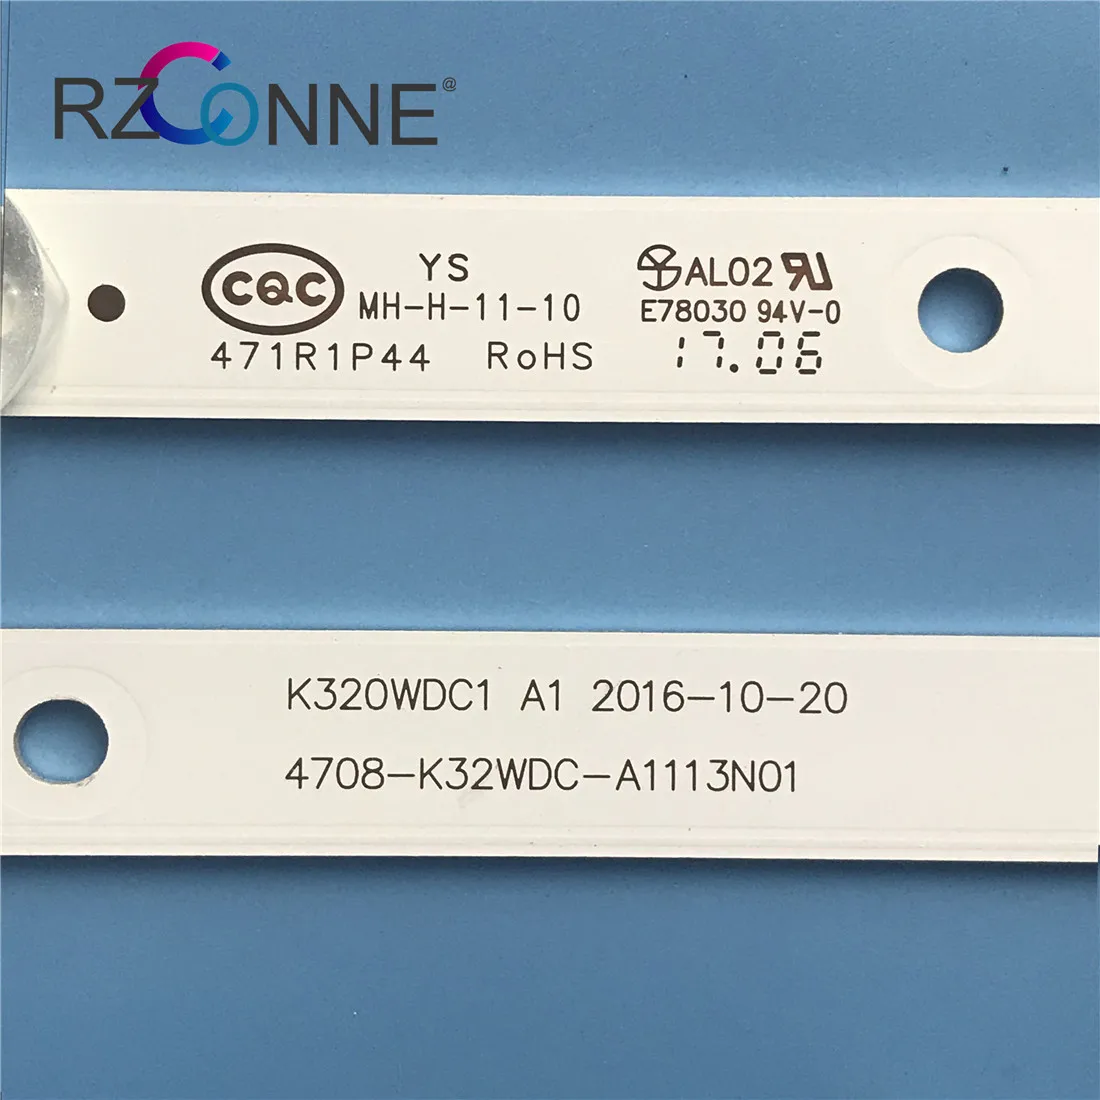 RZCONNE@
CQC YS AL02 RU
MH-H-11-10 E78030 94V-0
471R1P44 RoHS 17.06
K320WDC1 A1 2016-10-20
4708-K32WDC-A1113N01